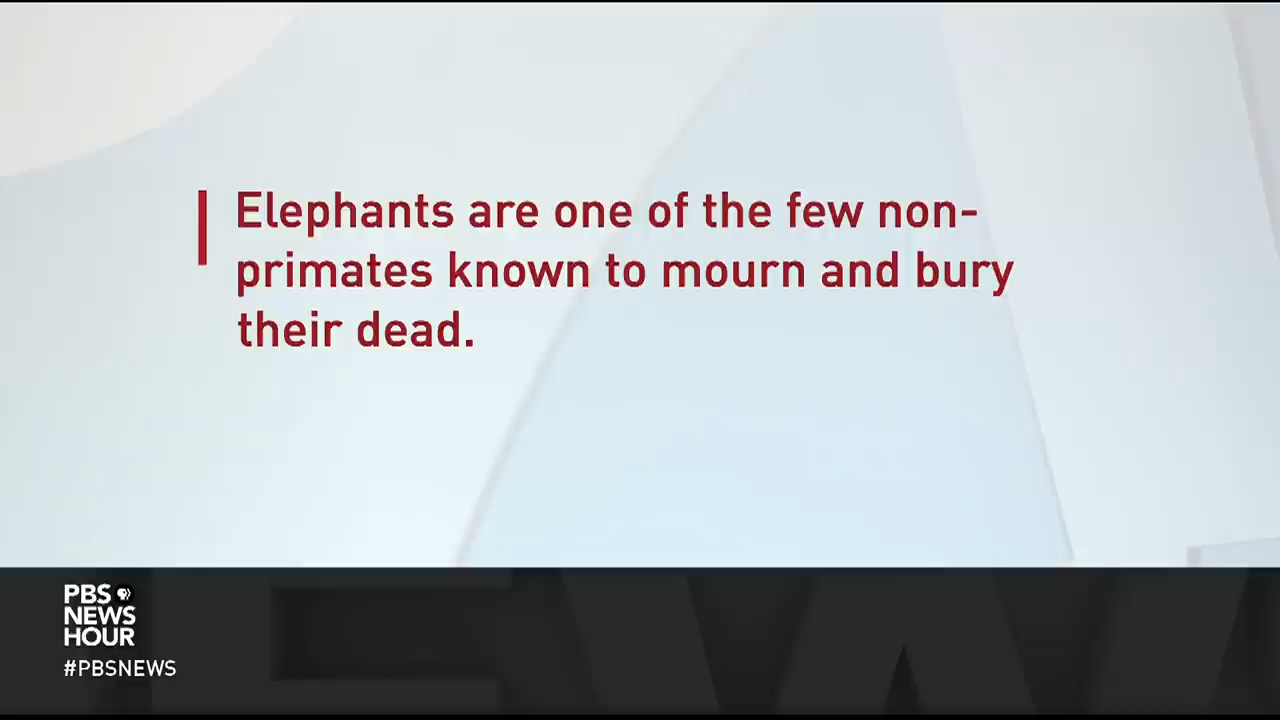 Elephants are one of the few non-
primates known to mourn and bury
their dead.
PBS
NEWS
HOUR
#PBSNEWS